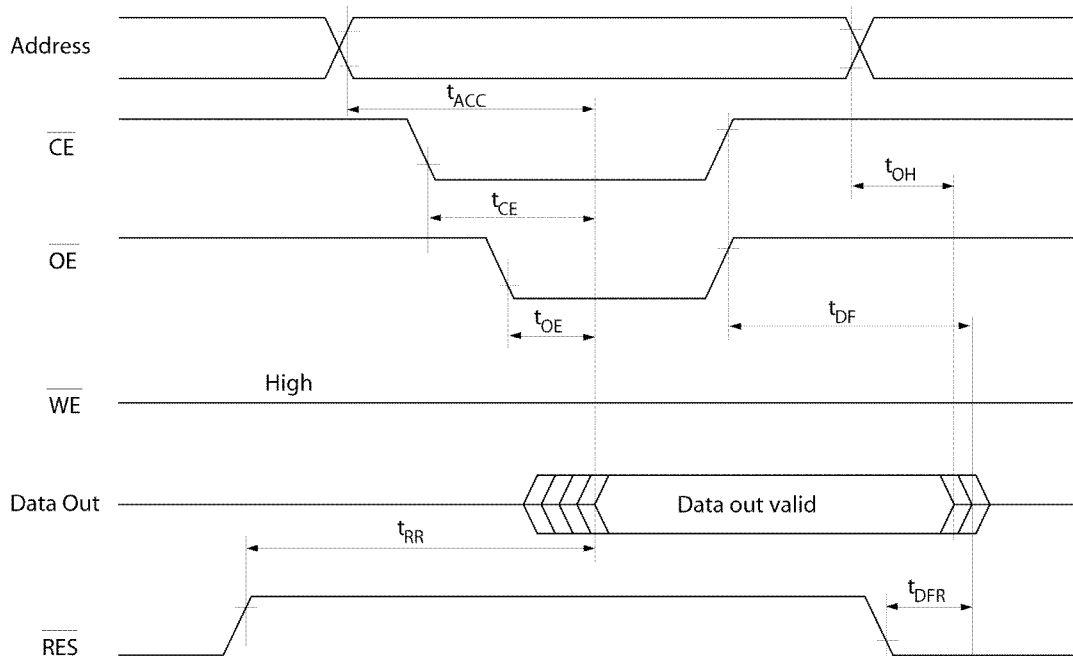 Address
tACC
CE
tOH
tCE
OE
tDF
tOE
High
WE
Data Out
Data out valid
tRR
tDFR
RES